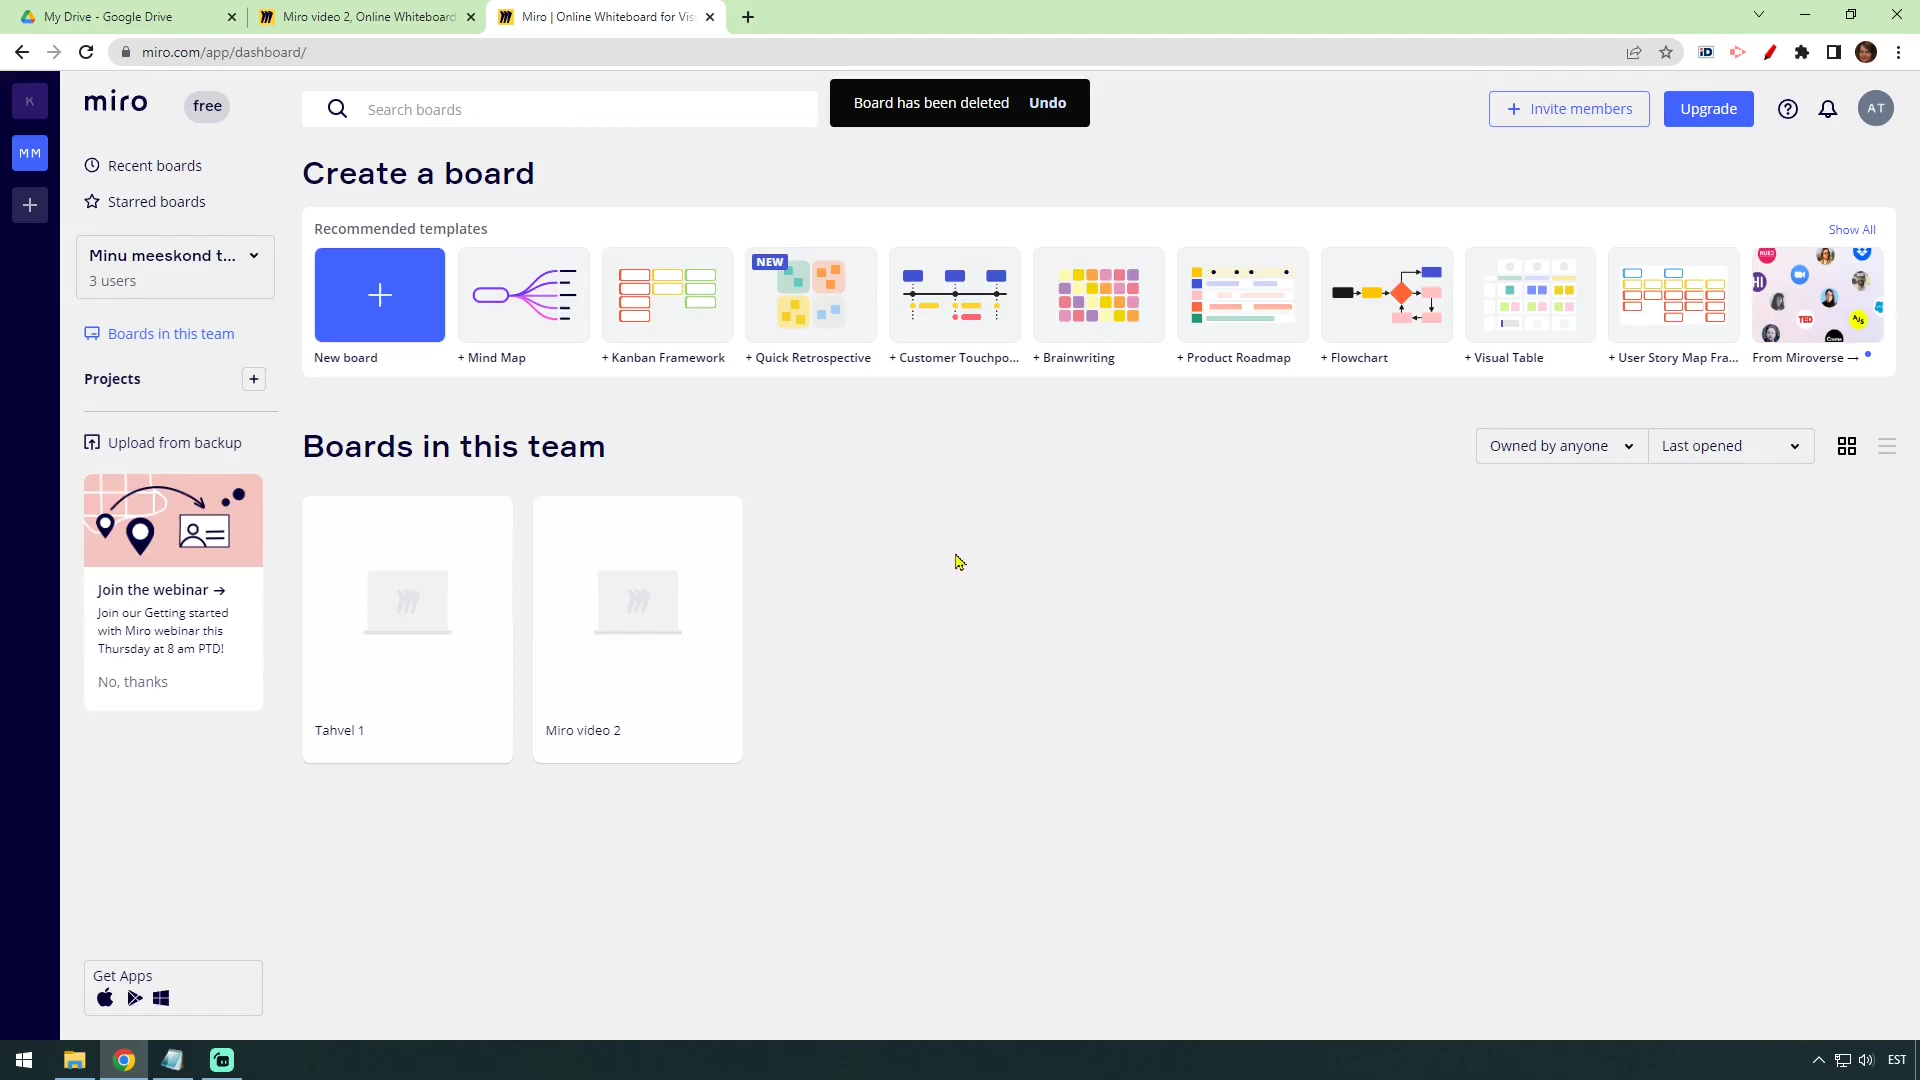 My Drive - Google Drive
Miro video 2, Online Whiteboard
Miro | Online Whiteboard for Vis
miro.com/app/dashboard/
K
MM
miro
free
Search boards
Board has been deleted Undo
Invite members
Upgrade
AT
Recent boards
Starred boards
Minu meeskond t...
3 users
Boards in this team
Projects
Upload from backup
Join the webinar →
Join our Getting started
with Miro webinar this
Thursday at 8 am PTD!
No, thanks
Get Apps
Create a board
Recommended templates
Show All
NEW
TED
New board
+ Mind Map
+ Kanban Framework
+ Quick Retrospective
+ Customer Touchpo...
+ Brainwriting
+ Product Roadmap
+ Flowchart
+ Visual Table
+ User Story Map Fra...
From Miroverse →
Boards in this team
Owned by anyone
Last opened
Tahvel 1
Miro video 2
EST